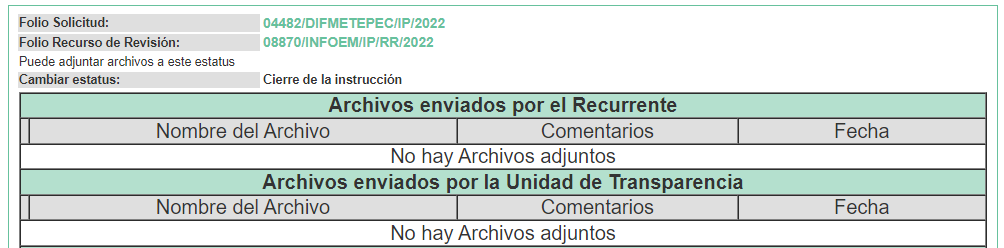 Folio Solicitud: 04482/DIFMETEPEC/IP/2022
Folio Recurso de Revisión: 08870/INFOEM/IP/RR/2022
Puede adjuntar archivos a este estatus
Cambiar estatus: Cierre de la instrucción
Archivos enviados por el Recurrente
Nombre del Archivo Comentarios Fecha
No hay Archivos adjuntos
Archivos enviados por la Unidad de Transparencia
Nombre del Archivo Comentarios Fecha
No hay Archivos adjuntos